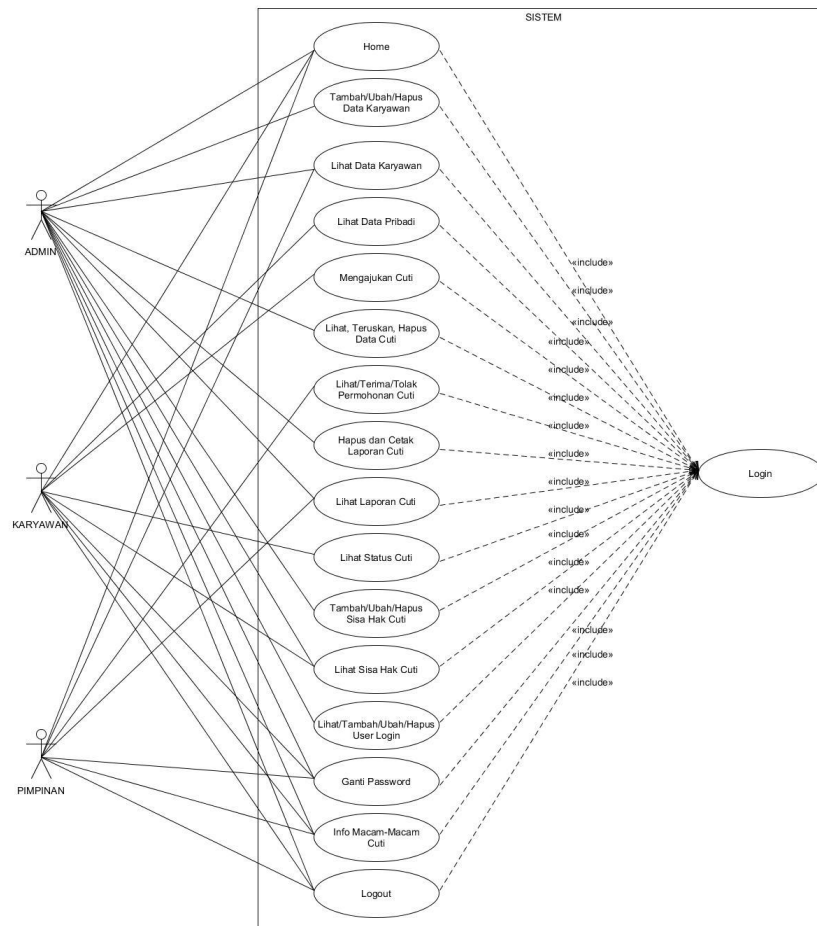 SISTEM
Home
Tambah/Ubah/Hapus
Data Karyawan
Lihat Data Karyawan
ADMIN
Lihat Data Pribadi
Mengajukan Cuti
«include»
«include»
Lihat, Teruskan, Hapus
Data Cuti
«include»
«include»
Lihat/Terima/Tolak
Permohonan Cuti
«include»
«include»
Hapus dan Cetak
Laporan Cuti
«include»
Login
KARYAWAN
Lihat Laporan Cuti
«include»
«include»
Lihat Status Cuti
«include»
«include»
Tambah/Ubah/Hapus
Sisa Hak Cuti
«include»
«include»
Lihat Sisa Hak Cuti
«include»
«include»
Lihat/Tambah/Ubah/Hapus
User Login
PIMPINAN
Ganti Password
Info Macam-Macam
Cuti
Logout